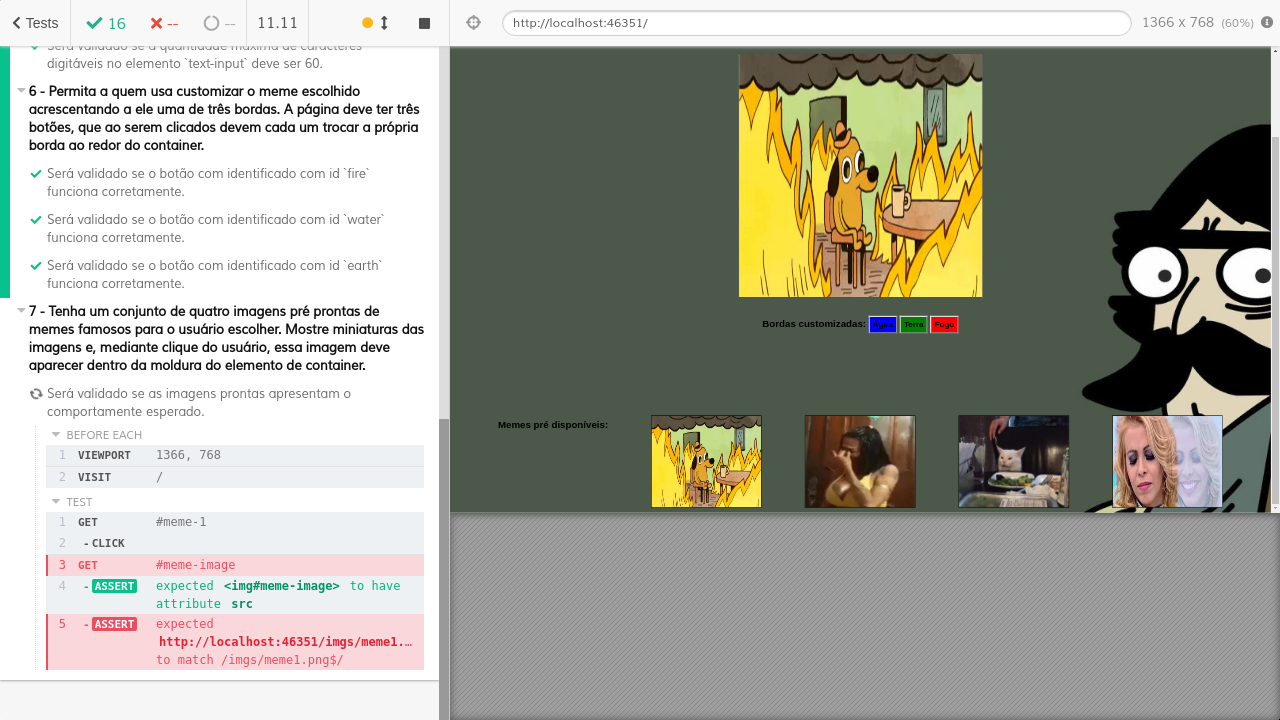 Tests
16
--
--
11.11
http://localhost:46351/
1366 x 768 (60%)
Será validado se a quantidade máxima de caracteres
digitáveis no elemento `text-input` deve ser 60.
6 - Permita a quem usa customizar o meme escolhido
acrescentando a ele uma de três bordas. A página deve ter três
botões, que ao serem clicados devem cada um trocar a própria
borda ao redor do container.
Será validado se o botão com identificado com id `fire`
funciona corretamente.
Será validado se o botão com identificado com id `water`
funciona corretamente.
Será validado se o botão com identificado com id `earth`
funciona corretamente.
7 - Tenha um conjunto de quatro imagens pré prontas de
memes famosos para o usuário escolher. Mostre miniaturas das
imagens e, mediante clique do usuário, essa imagem deve
aparecer dentro da moldura do elemento de container.
Será validado se as imagens prontas apresentam o
comportamente esperado.
BEFORE EACH
1 VIEWPORT 1366, 768
2 VISIT /
TEST
1 GET #meme-1
2 - CLICK
3 GET #meme-image
4 - ASSERT expected <img#meme-image> to have
attribute src
5 - ASSERT expected
http://localhost:46351/imgs/meme1.…
to match /imgs/meme1.png$/
Bordas customizadas: Água Terra Fogo
Memes pré disponíveis: